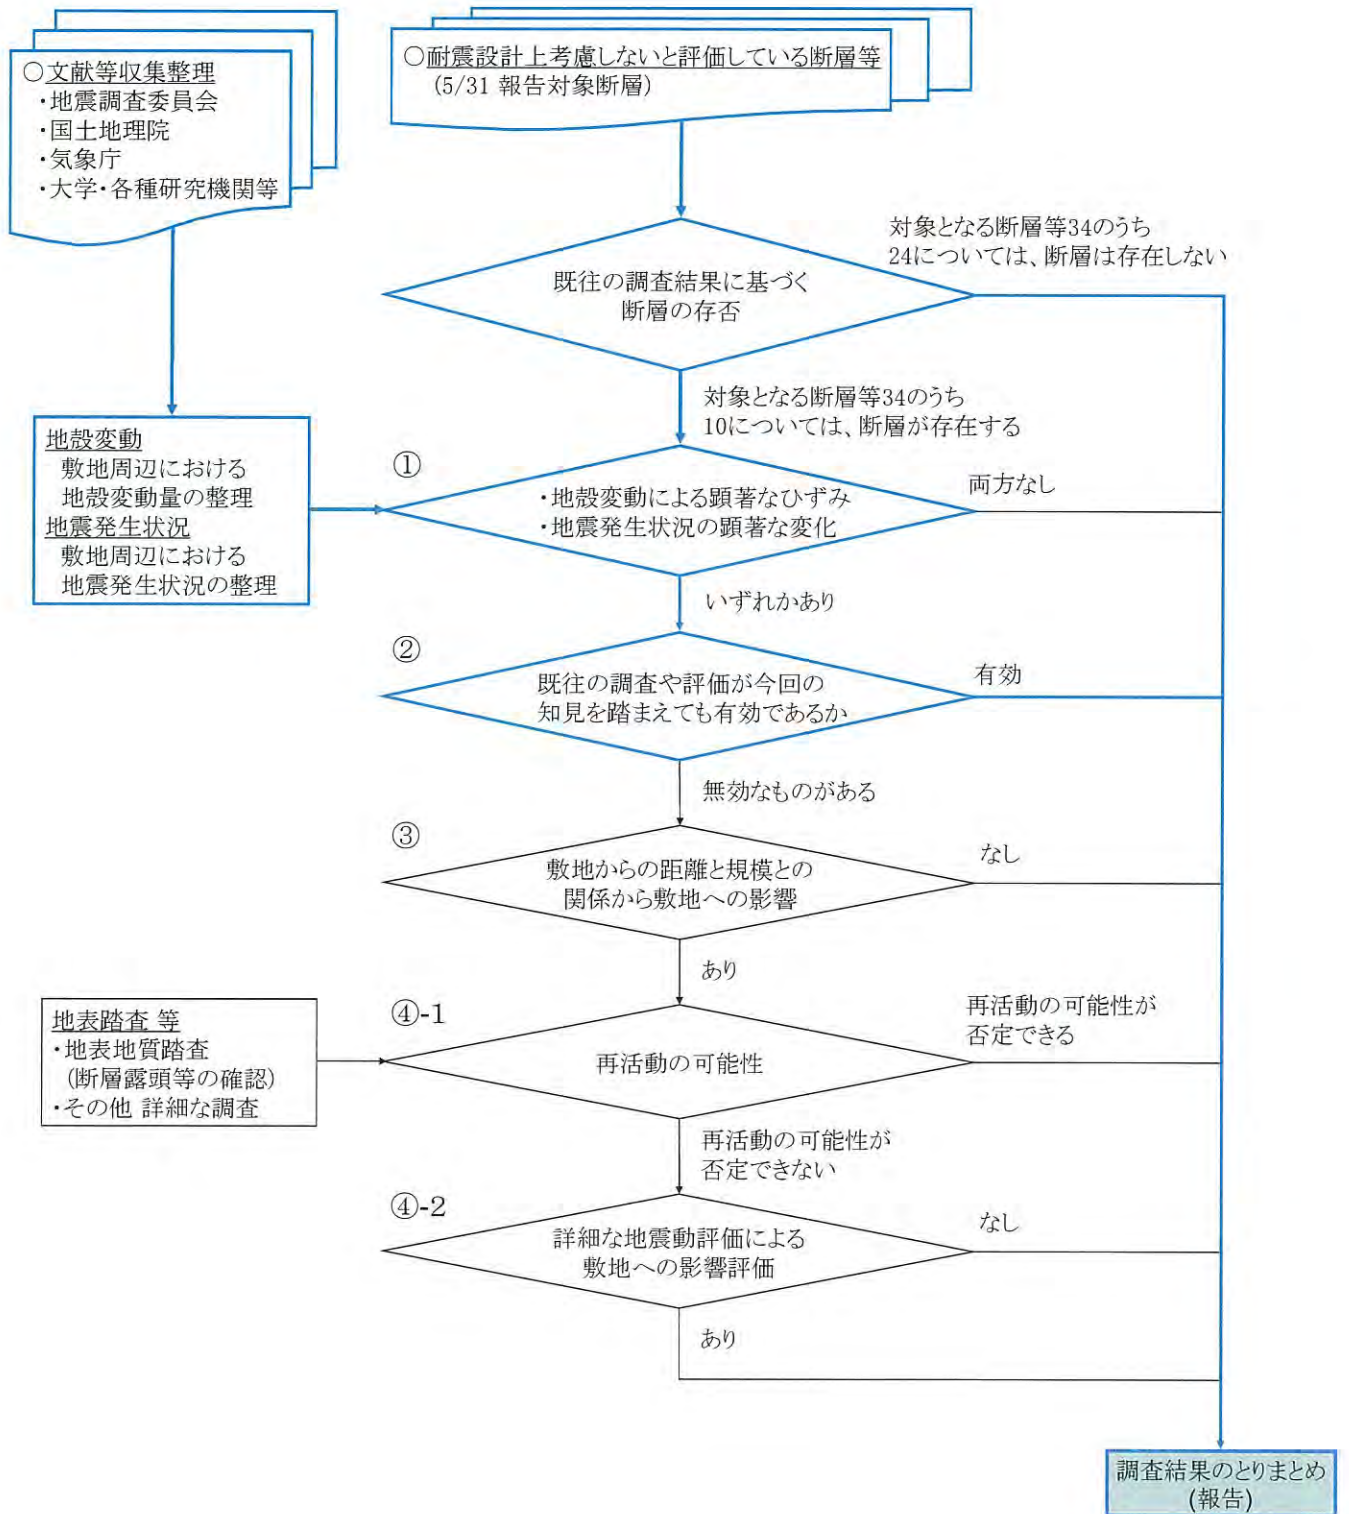 ○文献等収集整理
・地震調査委員会
・国土地理院
・気象庁
・大学・各種研究機関等
○耐震設計上考慮しないと評価している断層等
(5/31 報告対象断層)
既往の調査結果に基づく
断層の存否
対象となる断層等34のうち
24については、断層は存在しない
対象となる断層等34のうち
10については、断層が存在する
地殻変動
敷地周辺における
地殻変動量の整理
地震発生状況
敷地周辺における
地震発生状況の整理
①
・地殻変動による顕著なひずみ
・地震発生状況の顕著な変化
両方なし
いずれかあり
②
既往の調査や評価が今回の
知見を踏まえても有効であるか
有効
無効なものがある
③
敷地からの距離と規模との
関係から敷地への影響
なし
あり
地表踏査 等
・地表地質踏査
(断層露頭等の確認)
・その他 詳細な調査
④-1
再活動の可能性
再活動の可能性が
否定できる
再活動の可能性が
否定できない
④-2
詳細な地震動評価による
敷地への影響評価
なし
あり
調査結果のとりまとめ
(報告)